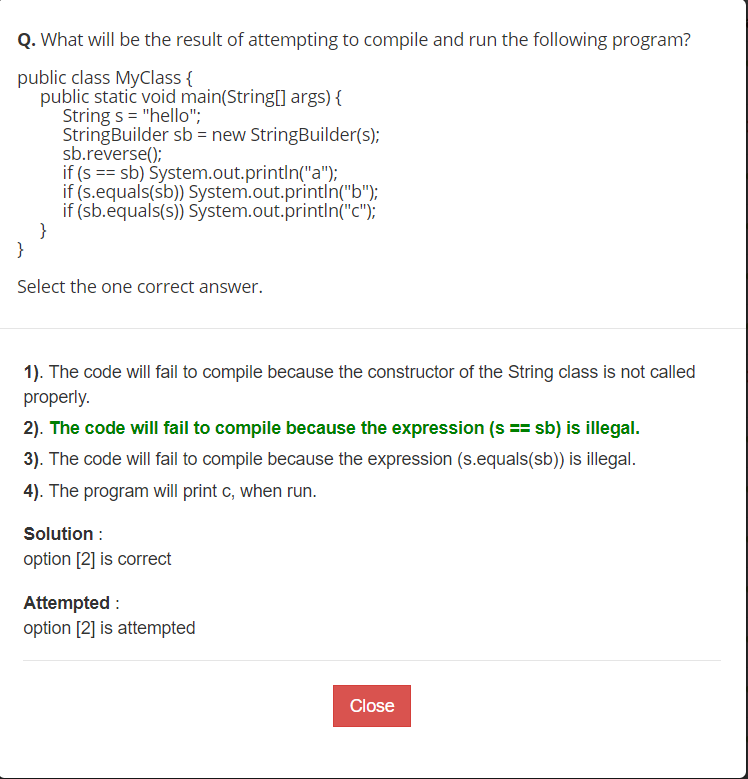 Q. What will be the result of attempting to compile and run the following program?
public class MyClass {
public static void main(String[] args) {
String s = "hello";
StringBuilder sb = new StringBuilder(s);
sb.reverse();
if (s == sb) System.out.println("a");
if (s.equals(sb)) System.out.println("b");
if (sb.equals(s)) System.out.println("c");
}
}
Select the one correct answer.
1). The code will fail to compile because the constructor of the String class is not called
properly.
2). The code will fail to compile because the expression (s == sb) is illegal.
3). The code will fail to compile because the expression (s.equals(sb)) is illegal.
4). The program will print c, when run.
Solution :
option [2] is correct
Attempted :
option [2] is attempted
Close